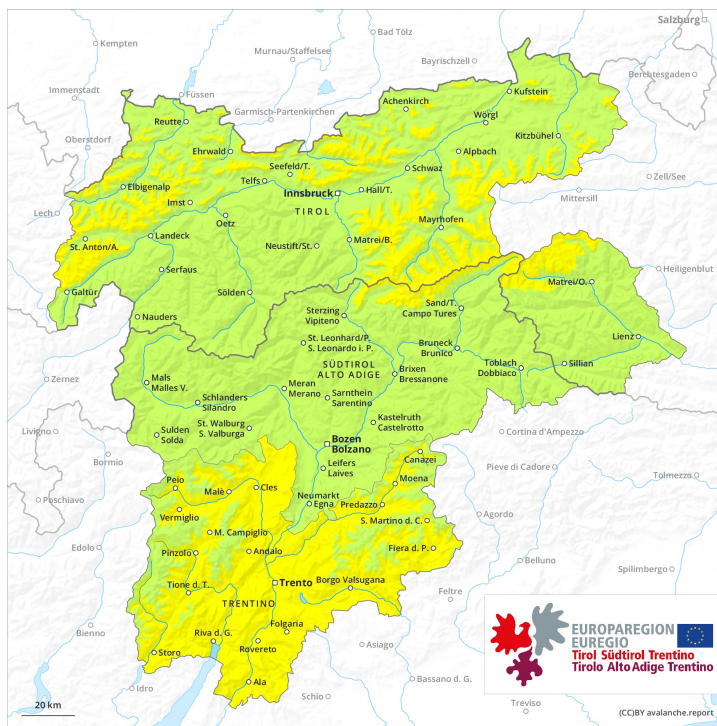 Salzburg
Kempten
Bad Tölz
Murnau/Staffelsee
Bayrischzell
Berchtesgaden
Immenstadt
Füssen
Kufstein
Garmisch-Partenkirchen
Achenkirch
Reutte
Wörgl
Oberstdorf
Kitzbühel
Ehrwald
Alpbach
Seefeld/T.
Schwaz
Zell/See
Telfs
Elbigenalp
Innsbruck
Hall/T.
Mittersill
Imst
TIROL
Lech
Oetz
Mayrhofen
St. Anton/A.
Landeck
Neustift/St.
Matrei/B.
Heiligenblut
Serfaus
Matrei/O.
Galtür
Sölden
Sand/T.
Campo Tures
Nauders
Sterzing
Vipiteno
Lienz
St. Leonhard/P.
S. Leonardo i. P.
Bruneck
Brunico
Toblach
Dobbiaco
Sillian
SÜDTIROL
ALTO ADIGE
Brixen
Bressanone
Zernez
Mals
Malles V.
Meran
Merano
Schlanders
Silandro
Sarnthein
Sarentino
St. Walburg
S. Valburga
Kastelruth
Castelrotto
Livigno
Sulden
Solda
Cortina d'Ampezzo
Bozen
Bolzano
Bormio
Canazei
Pieve di Cadore
Leifers
Laives
Tolmezzo
Peio
Malè
Cles
Moena
Poschiavo
Neumarkt
Egna
Predazzo
Vermiglio
Agordo
S. Martino d. C.
M. Campiglio
Edolo
Pinzolo
Andalo
Fiera d. P.
Belluno
Spilimbergo
Trento
Borgo Valsugana
Tione d. T.
Feltre
TRENTINO
Folgaria
Bienno
Riva d. G.
Rovereto
Asiago
Storo
Bassano d. G.
Ala
Idro
Schio
Treviso
EUROPAREGION
EUREGIO
Tirol Südtirol Trentino
Tirolo Alto Adige Trentino
20 km
(CC)BY avalanche.report